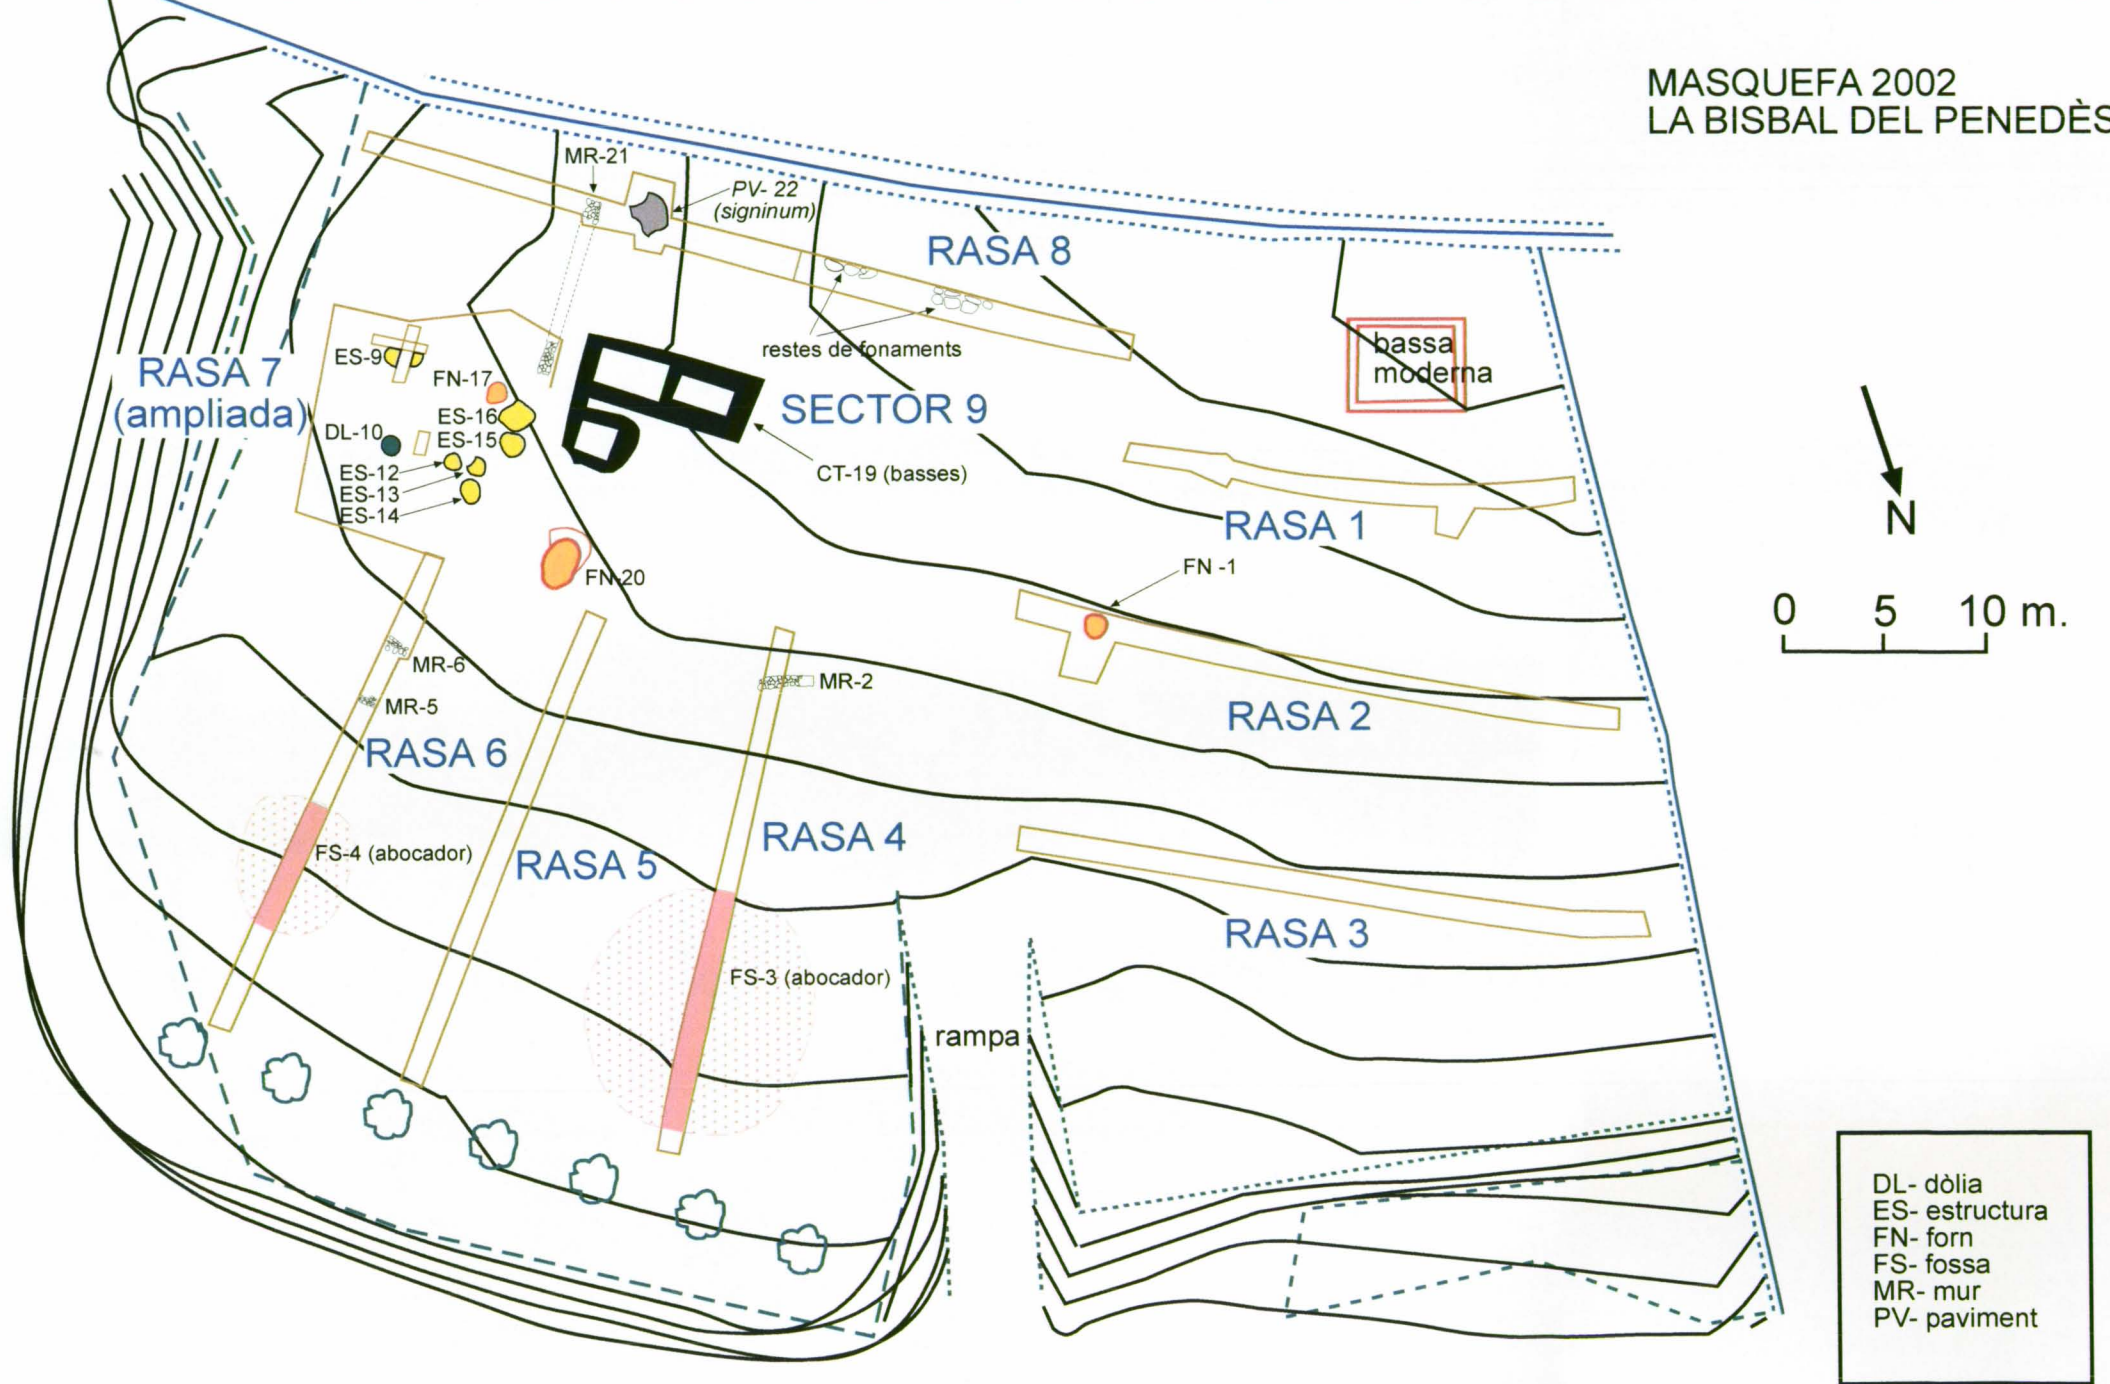 MASQUEFA 2002
LA BISBAL DEL PENEDÈS
MR-21
PV- 22
(signinum)
RASA 8
restes de fonaments
bassa
moderna
ES-9
RASA 7
(ampliada)
FN-17
ES-16
DL-10
ES-15
ES-12
ES-13
ES-14
SECTOR 9
CT-19 (basses)
RASA 1
N
FN-20
FN -1
0 5 10 m.
MR-6
MR-2
MR-5
RASA 2
RASA 6
RASA 4
FS-4 (abocador)
RASA 5
RASA 3
FS-3 (abocador)
rampa
DL- dòlia
ES- estructura
FN- forn
FS- fossa
MR- mur
PV- paviment